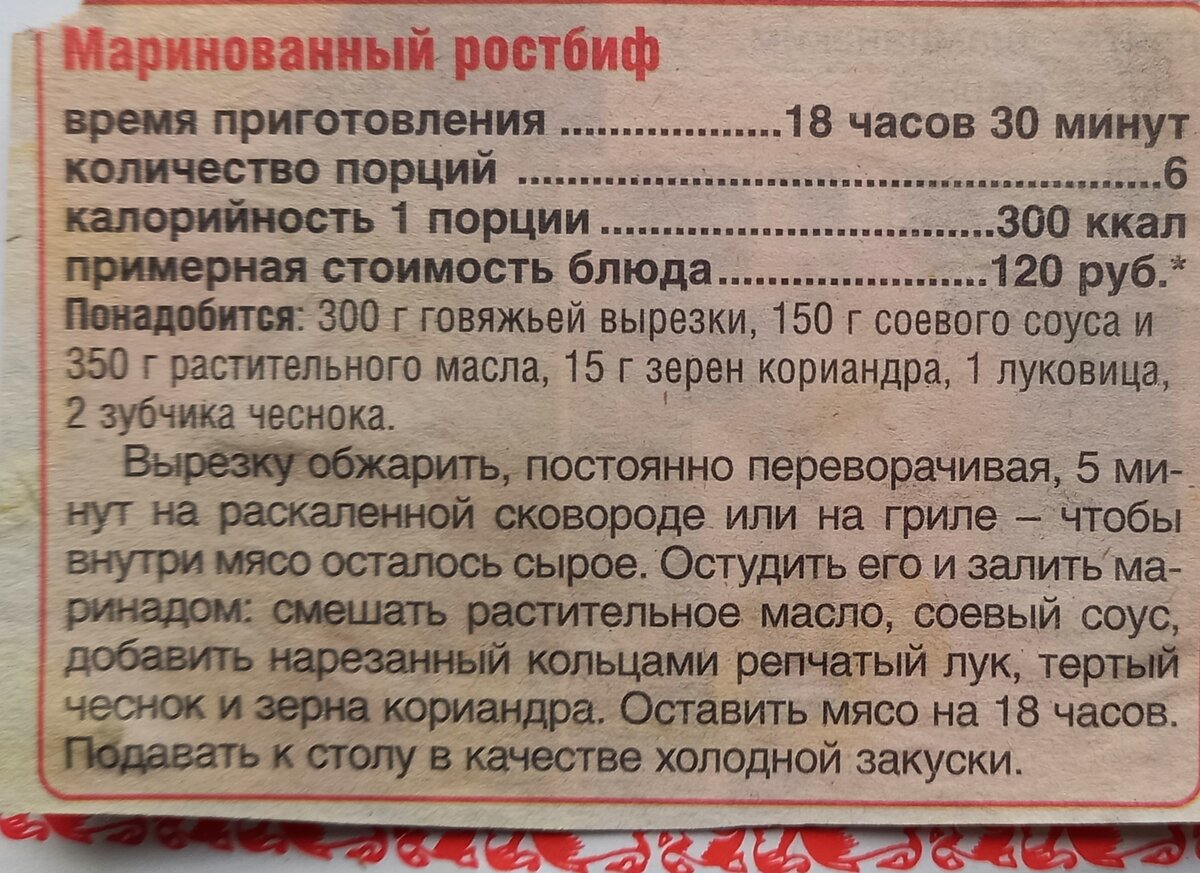 Маринованный ростбиф
время приготовления ..................18 часов 30 минут
количество порций ....................................................6
калорийность 1 порции................................300 ккал
примерная стоимость блюда......................120 руб.*
Понадобится: 300 г говяжьей вырезки, 150 г соевого соуса и
350 г растительного масла, 15 г зерен кориандра, 1 луковица,
2 зубчика чеснока.
Вырезку обжарить, постоянно переворачивая, 5 ми-
нут на раскаленной сковороде или на гриле – чтобы
внутри мясо осталось сырое. Остудить его и залить ма-
ринадом: смешать растительное масло, соевый соус,
добавить нарезанный кольцами репчатый лук, тертый
чеснок и зерна кориандра. Оставить мясо на 18 часов.
Подавать к столу в качестве холодной закуски.